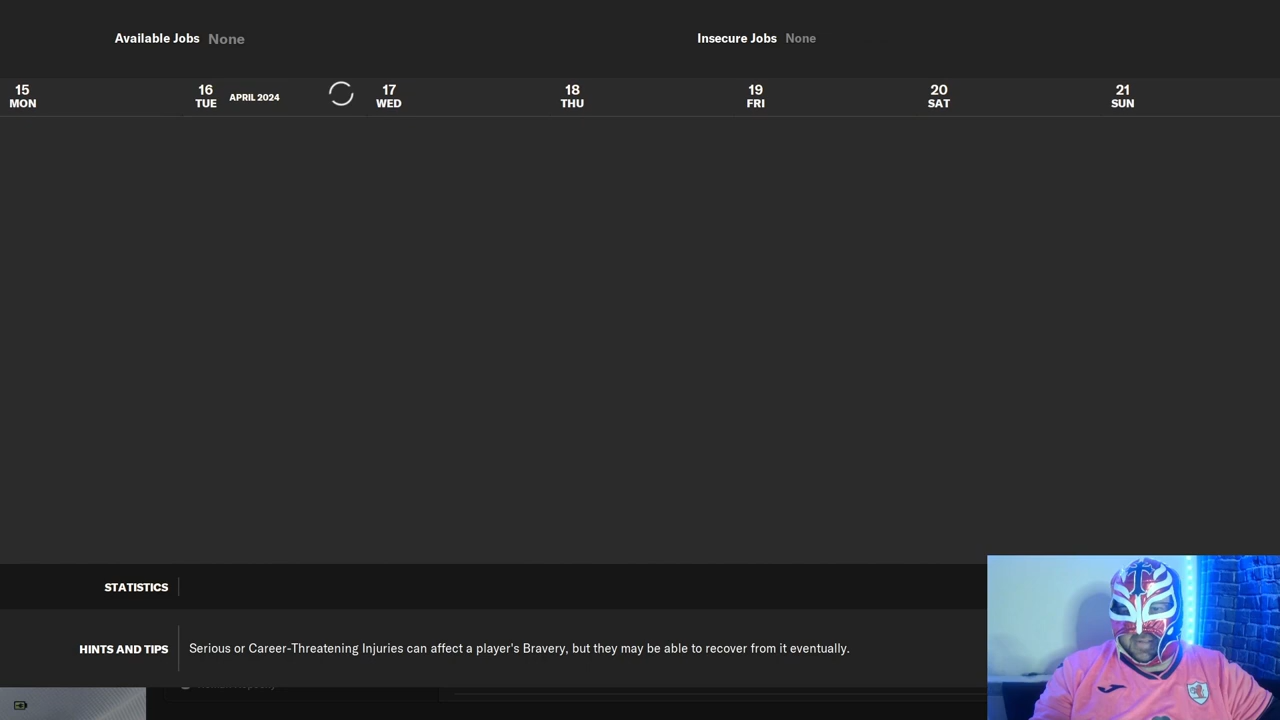 Available Jobs None
Insecure Jobs None
15 MON
16 TUE APRIL 2024
17 WED
18 THU
19 FRI
20 SAT
21 SUN
STATISTICS
HINTS AND TIPS
Serious or Career-Threatening Injuries can affect a player's Bravery, but they may be able to recover from it eventually.